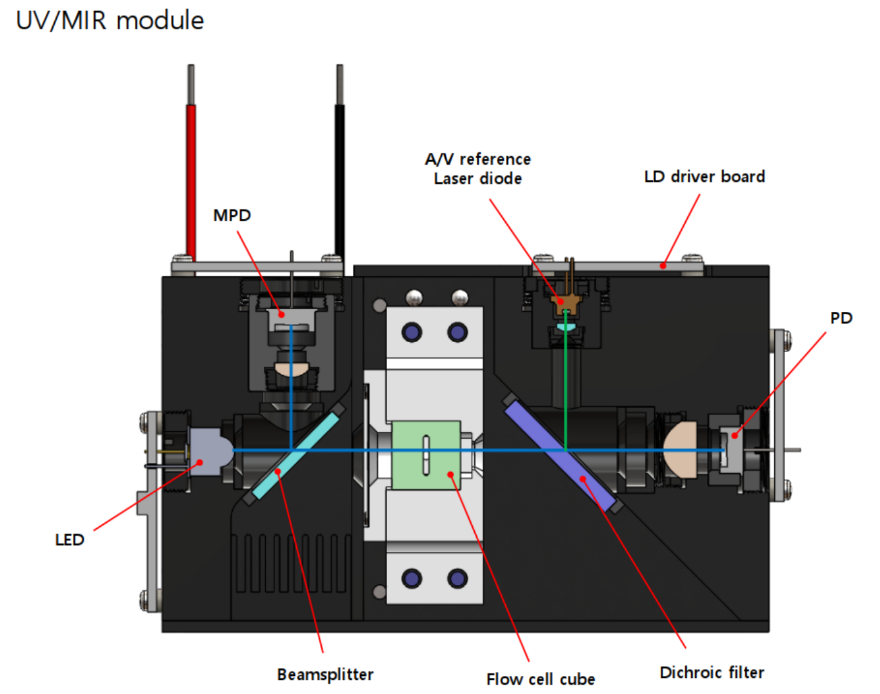 UV/MIR module
A/V reference
Laser diode
LD driver board
MPD
PD
LED
Beamsplitter
Flow cell cube
Dichroic filter